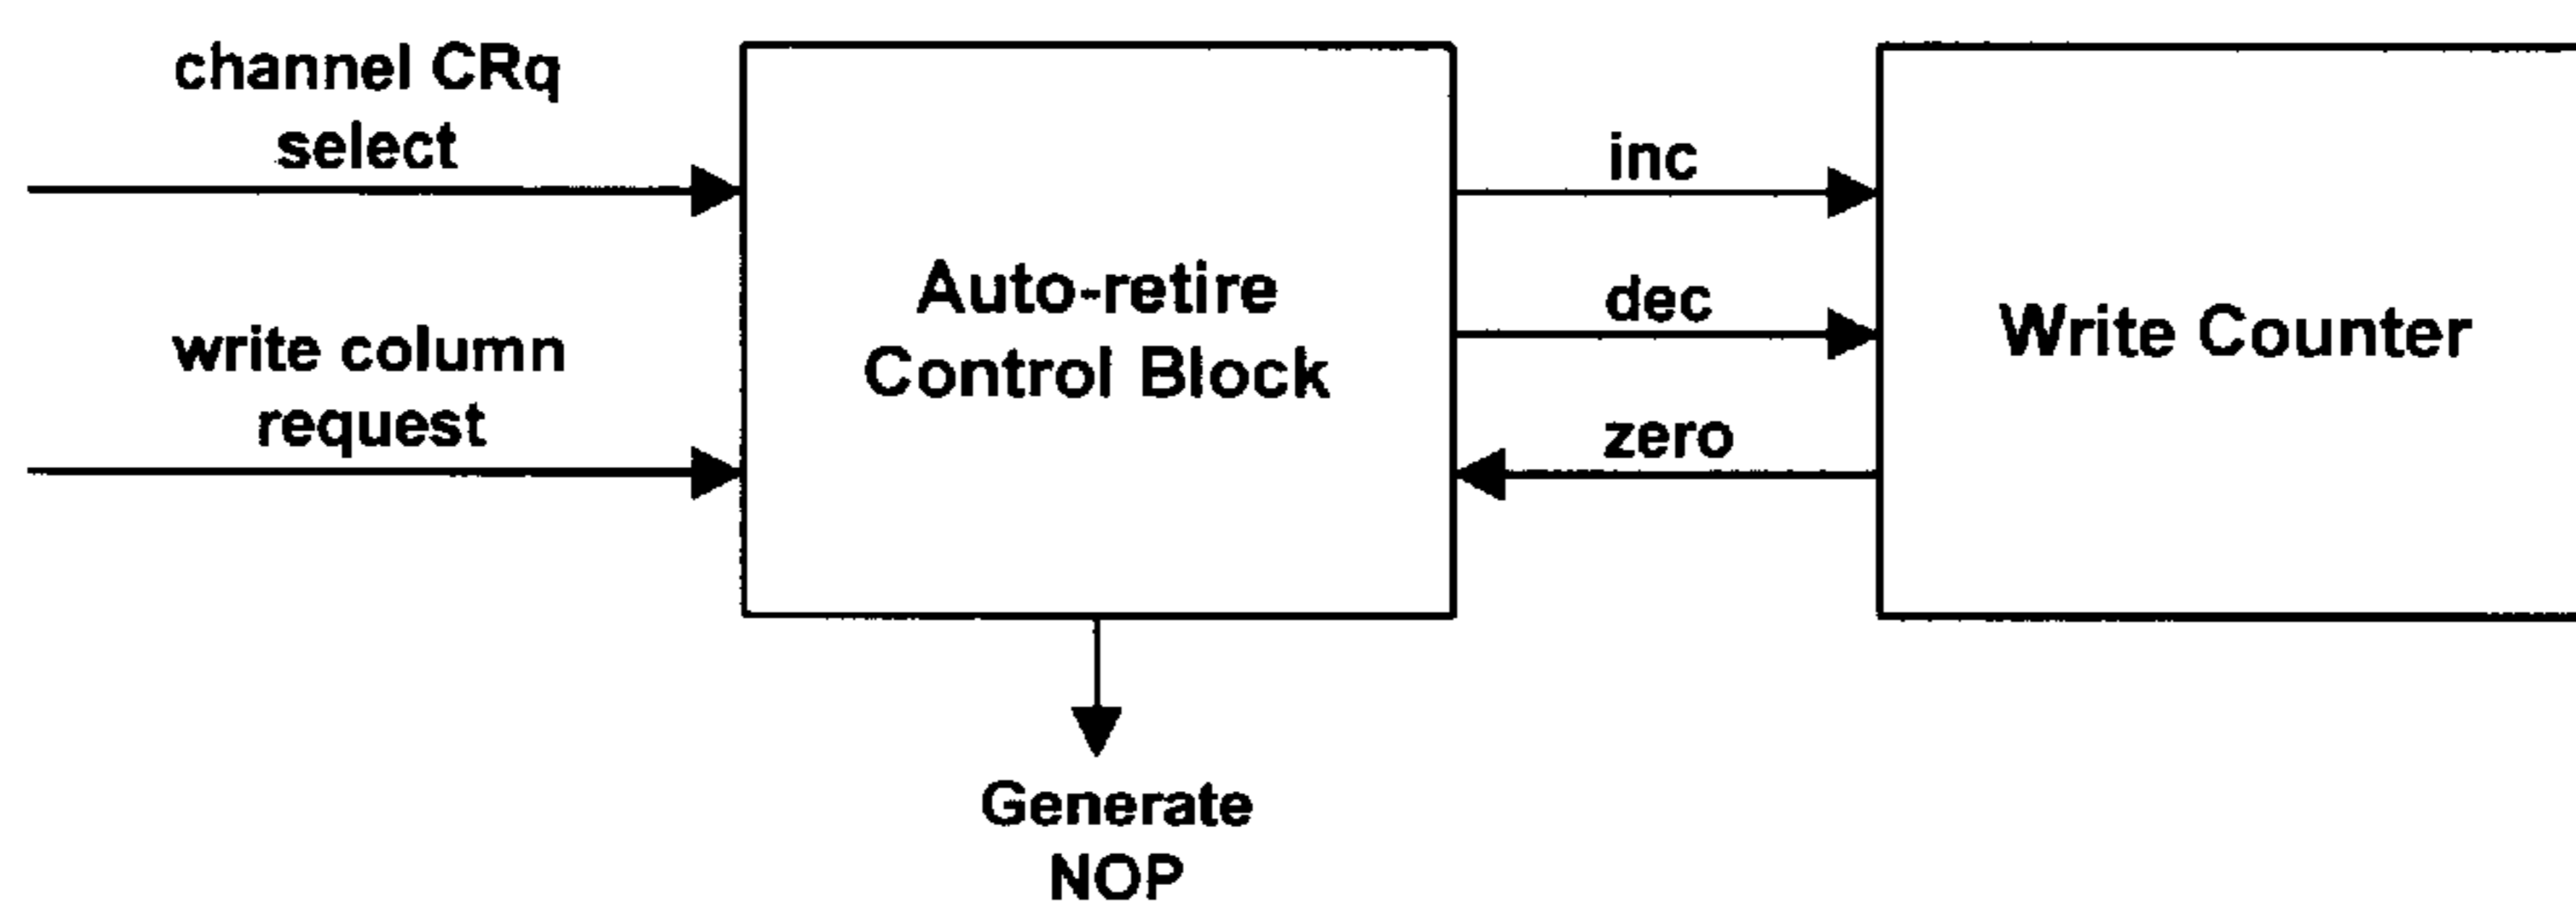 channel CRq
select
write column
request
Auto-retire
Control Block
inc
dec
zero
Write Counter
Generate
NOP